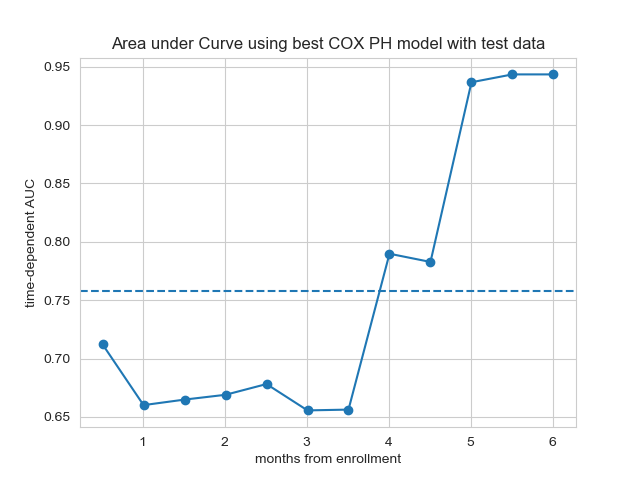 Area under Curve using best COX PH model with test data
time-dependent AUC
0.95
0.90
0.85
0.80
0.75
0.70
0.65
1 2 3 4 5 6
months from enrollment